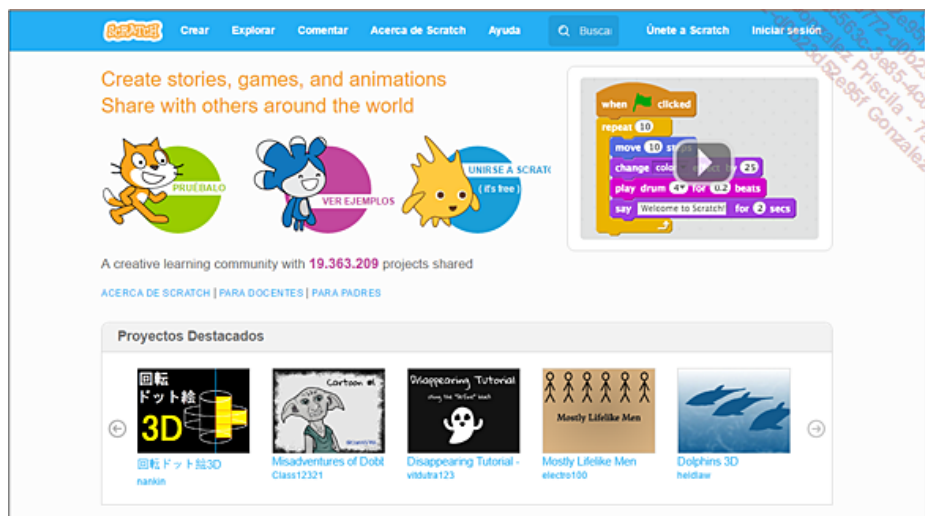 SCRATCH Crear Explorar Comentar Acerca de Scratch Ayuda Buscar Únete a Scratch Iniciar sesión
Create stories, games, and animations
Share with others around the world
PRUÉBALO
VER EJEMPLOS
UNIRSE A SCRATC
( it's free )
when clicked
repeat 10
move 10 steps
change color effect by 25
play drum 4 for 0.2 beats
say Welcome to Scratch! for 2 secs
A creative learning community with 19.363.209 projects shared
ACERCA DE SCRATCH | PARA DOCENTES | PARA PADRES
Proyectos Destacados
回転
ドット絵
3D
回転ドット絵3D
nankin
Cartoon #1
Misadventures of Dobl
Class12321
Disappearing Tutorial
Disappearing Tutorial -
vitdutra123
Mostly Lifelike Men
Mostly Lifelike Men
electro100
Dolphins 3D
heidlaw